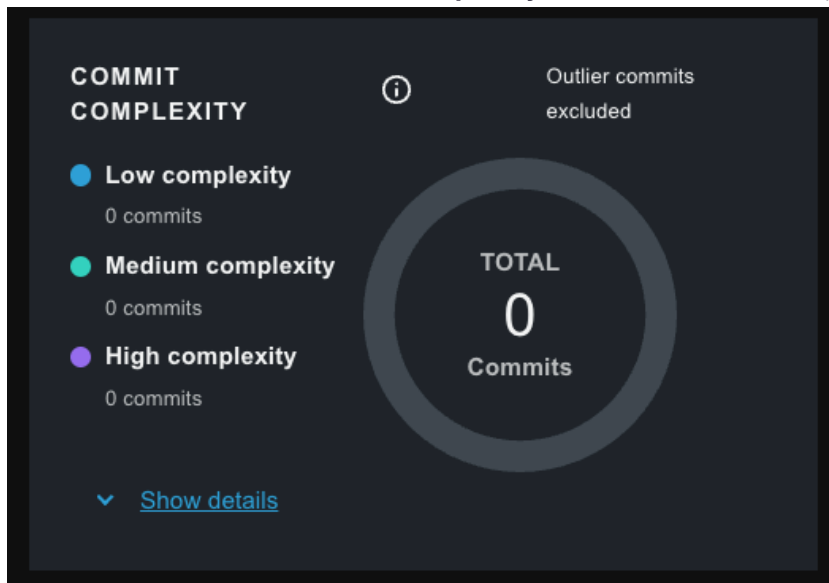 COMMIT
COMPLEXITY
Outlier commits
excluded
Low complexity
0 commits
Medium complexity
0 commits
High complexity
0 commits
TOTAL
0
Commits
Show details